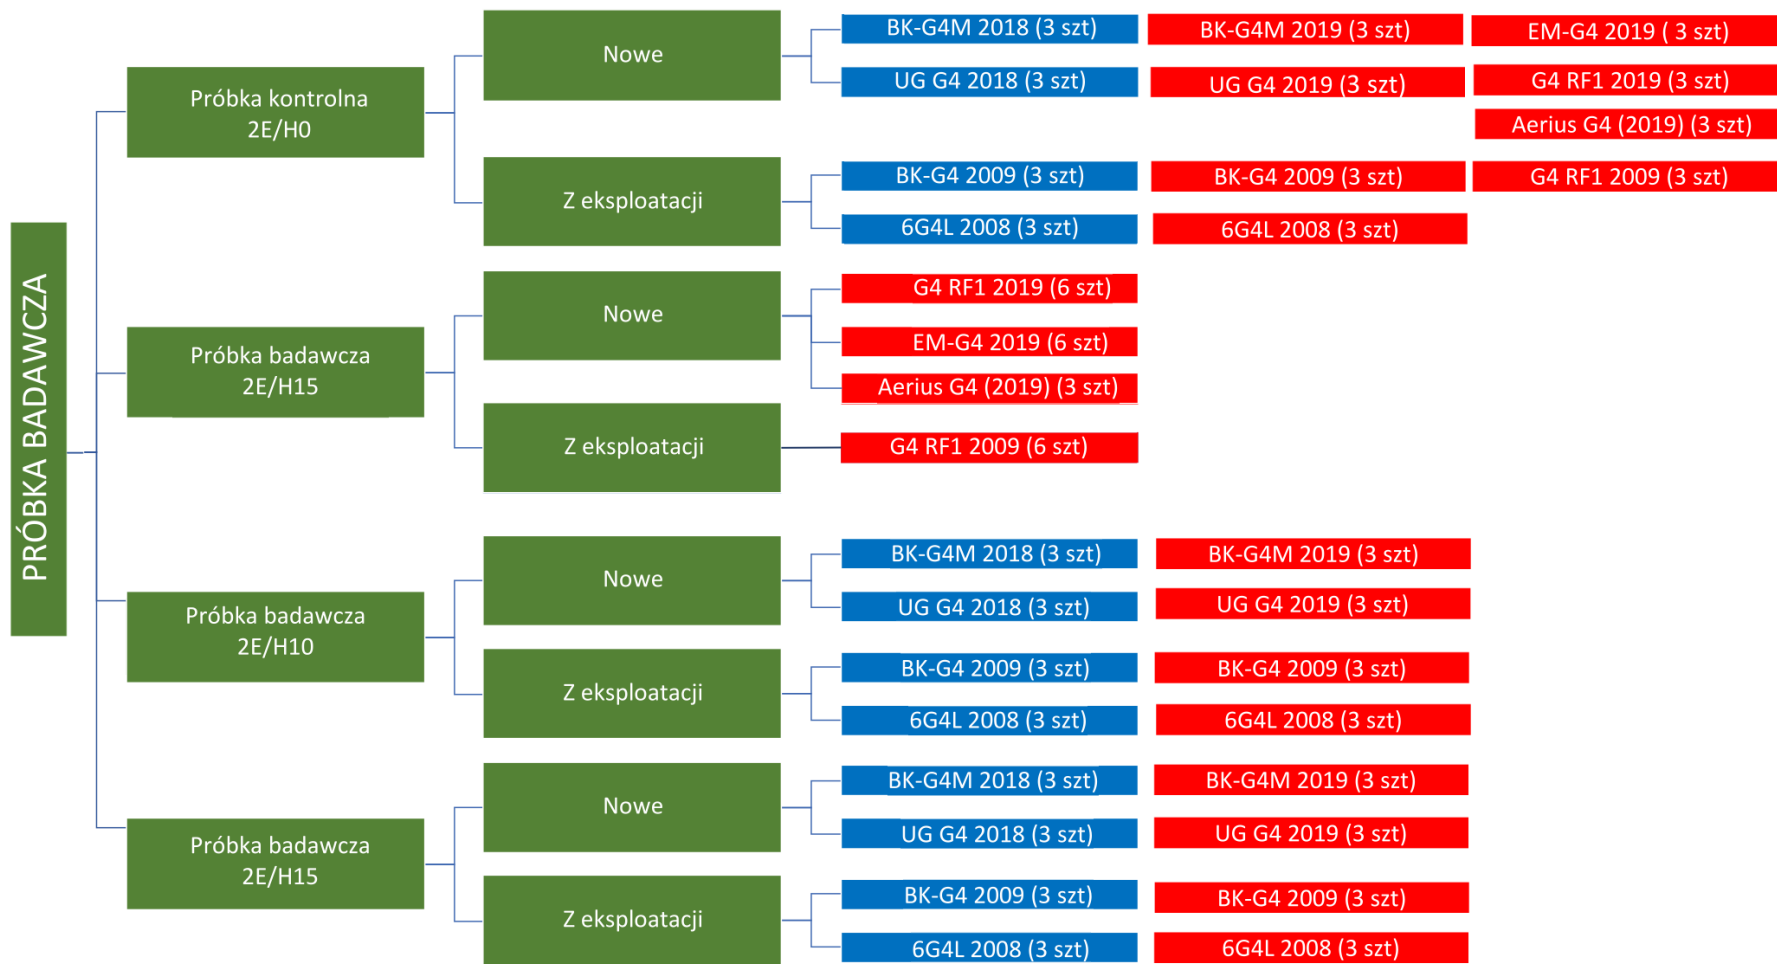 PRÓBKA BADAWCZA
Próbka kontrolna
2E/H0
Nowe
BK-G4M 2018 (3 szt)
BK-G4M 2019 (3 szt)
EM-G4 2019 ( 3 szt)
UG G4 2018 (3 szt)
UG G4 2019 (3 szt)
G4 RF1 2019 (3 szt)
Aerius G4 (2019) (3 szt)
Z eksploatacji
BK-G4 2009 (3 szt)
BK-G4 2009 (3 szt)
G4 RF1 2009 (3 szt)
6G4L 2008 (3 szt)
6G4L 2008 (3 szt)
Próbka badawcza
2E/H15
Nowe
G4 RF1 2019 (6 szt)
EM-G4 2019 (6 szt)
Aerius G4 (2019) (3 szt)
Z eksploatacji
G4 RF1 2009 (6 szt)
Próbka badawcza
2E/H10
Nowe
BK-G4M 2018 (3 szt)
BK-G4M 2019 (3 szt)
UG G4 2018 (3 szt)
UG G4 2019 (3 szt)
Z eksploatacji
BK-G4 2009 (3 szt)
BK-G4 2009 (3 szt)
6G4L 2008 (3 szt)
6G4L 2008 (3 szt)
Próbka badawcza
2E/H15
Nowe
BK-G4M 2018 (3 szt)
BK-G4M 2019 (3 szt)
UG G4 2018 (3 szt)
UG G4 2019 (3 szt)
Z eksploatacji
BK-G4 2009 (3 szt)
BK-G4 2009 (3 szt)
6G4L 2008 (3 szt)
6G4L 2008 (3 szt)